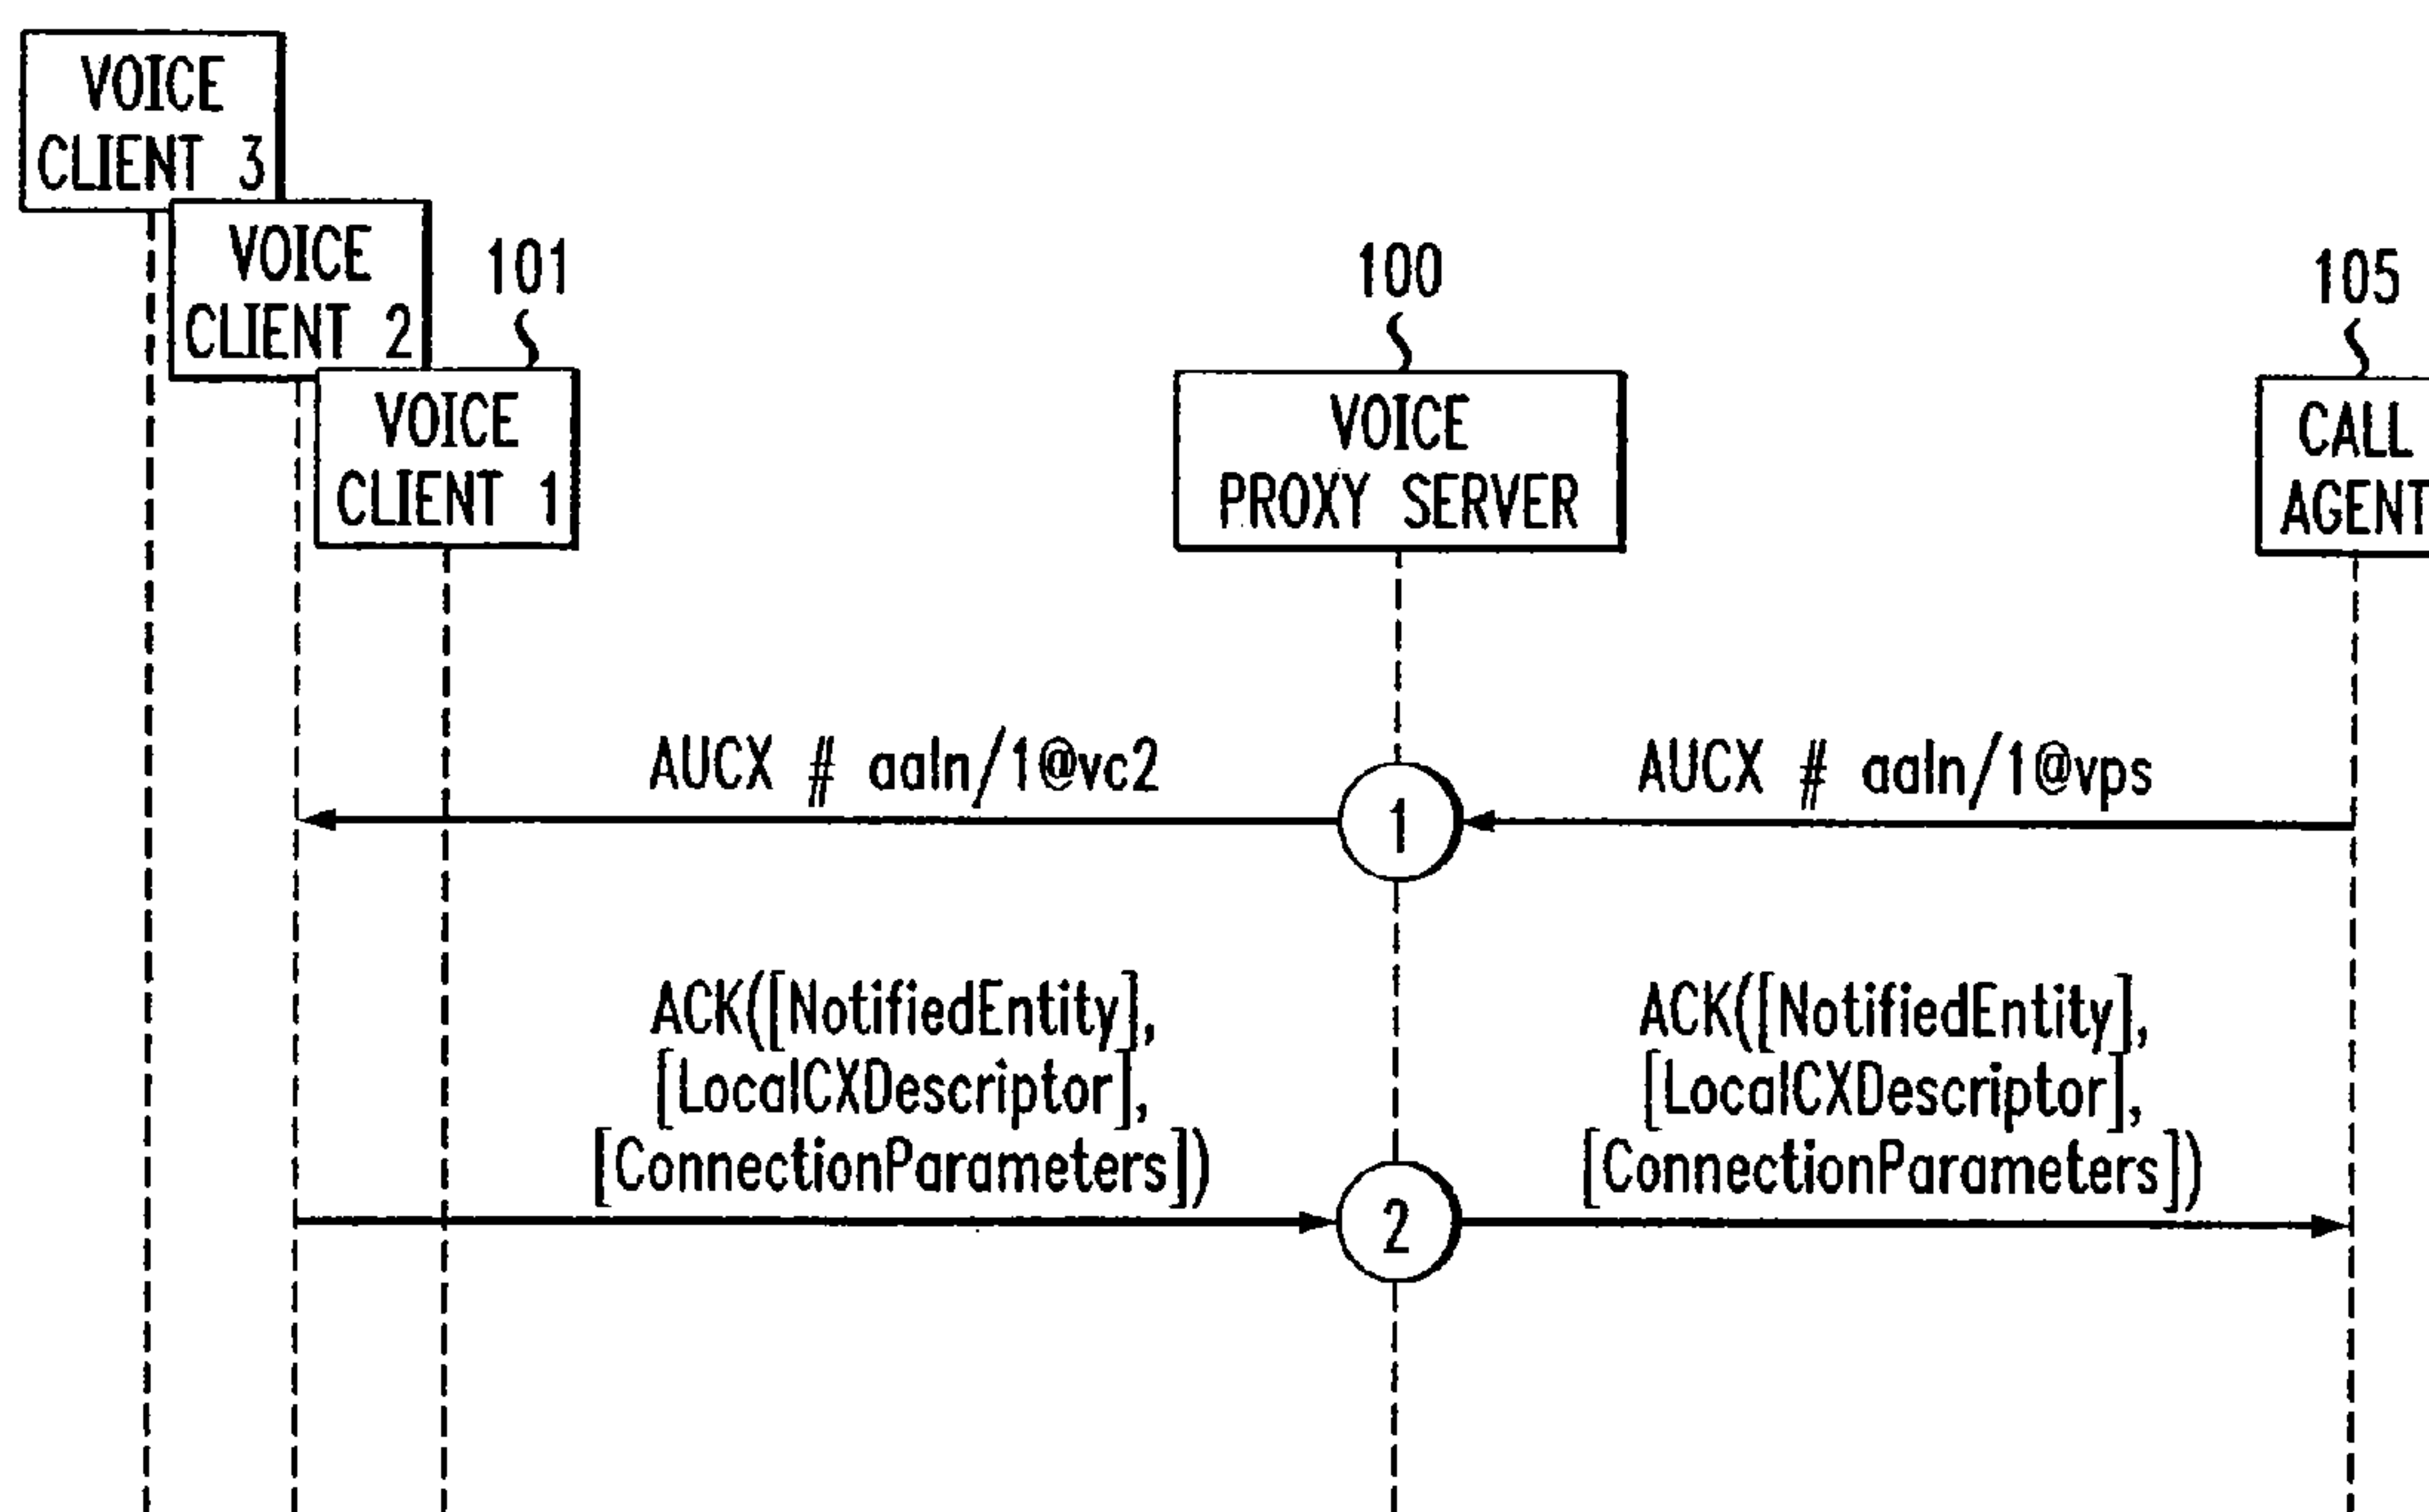 VOICE
CLIENT 3
VOICE
CLIENT 2
101
VOICE
CLIENT 1
100
VOICE
PROXY SERVER
105
CALL
AGENT
AUCX # aaln/1@vc2
1
AUCX # aaln/1@vps
ACK([NotifiedEntity],
[LocalCXDescriptor],
[ConnectionParameters])
2
ACK([NotifiedEntity],
[LocalCXDescriptor],
[ConnectionParameters])